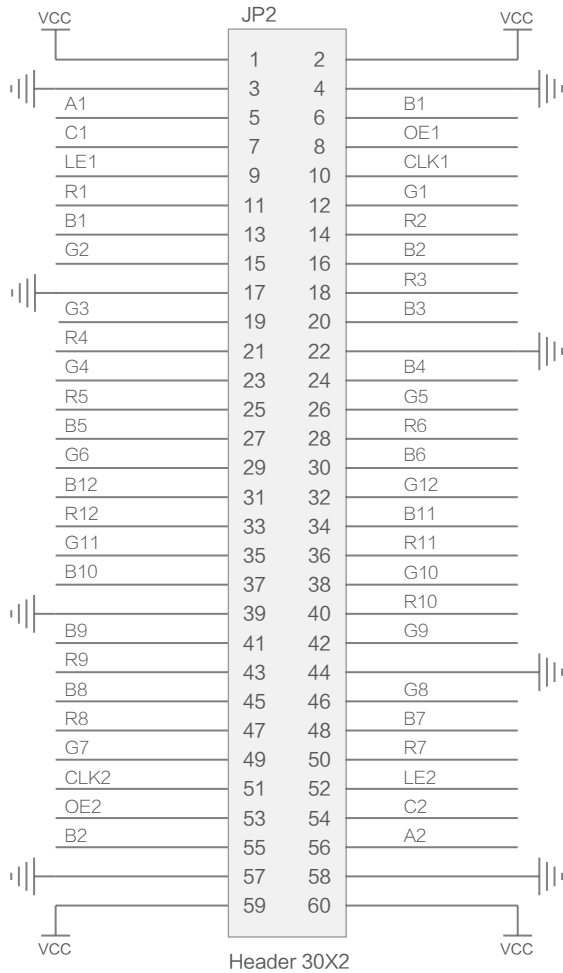 JP2
VCC VCC
1 2
3 4
A1 B1
5 6
C1 OE1
7 8
LE1 CLK1
9 10
R1 G1
11 12
B1 R2
13 14
G2 B2
15 16
R3
17 18
G3 B3
19 20
R4
21 22
G4 B4
23 24
R5 G5
25 26
B5 R6
27 28
G6 B6
29 30
B12 G12
31 32
R12 B11
33 34
G11 R11
35 36
B10 G10
37 38
R10
39 40
B9 G9
41 42
R9
43 44
B8 G8
45 46
R8 B7
47 48
G7 R7
49 50
CLK2 LE2
51 52
OE2 C2
53 54
B2 A2
55 56
57 58
59 60
VCC VCC
Header 30X2